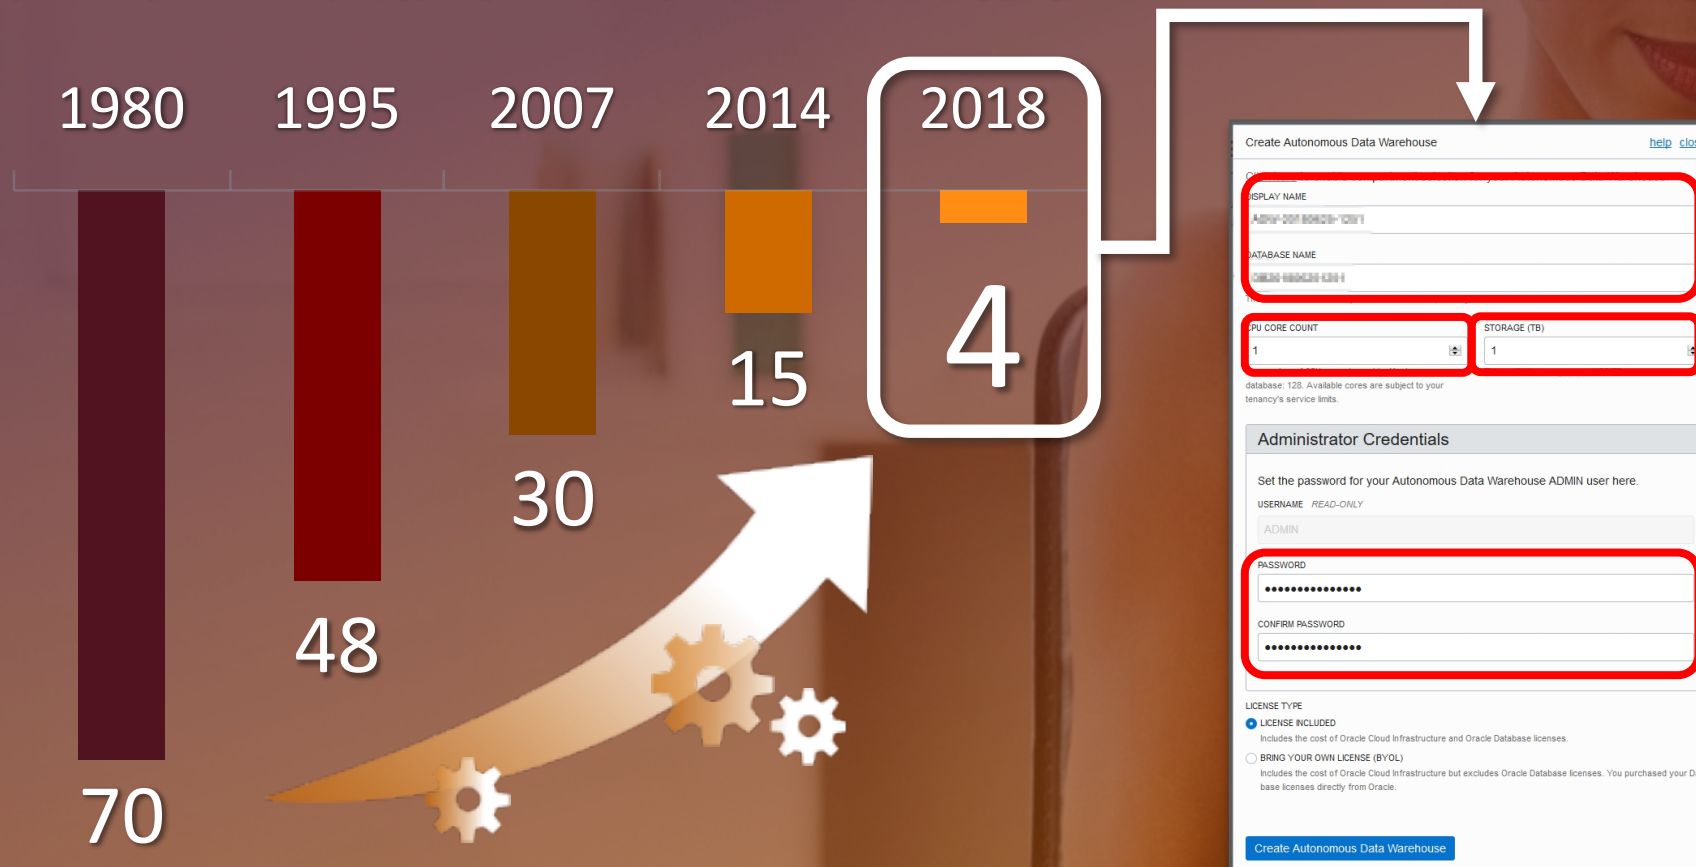 1980 1995 2007 2014 2018
4
15
30
48
70
Create Autonomous Data Warehouse help
DISPLAY NAME
DATABASE NAME
CPU CORE COUNT STORAGE (TB)
1 1
database: 128. Available cores are subject to your
tenancy's service limits.
Administrator Credentials
Set the password for your Autonomous Data Warehouse ADMIN user here.
USERNAME READ-ONLY
ADMIN
PASSWORD
•••••••••••••••
CONFIRM PASSWORD
•••••••••••••••
LICENSE TYPE
LICENSE INCLUDED
Includes the cost of Oracle Cloud Infrastructure and Oracle Database licenses.
BRING YOUR OWN LICENSE (BYOL)
Includes the cost of Oracle Cloud Infrastructure but excludes Oracle Database licenses. You purchased your
base licenses directly from Oracle.
Create Autonomous Data Warehouse